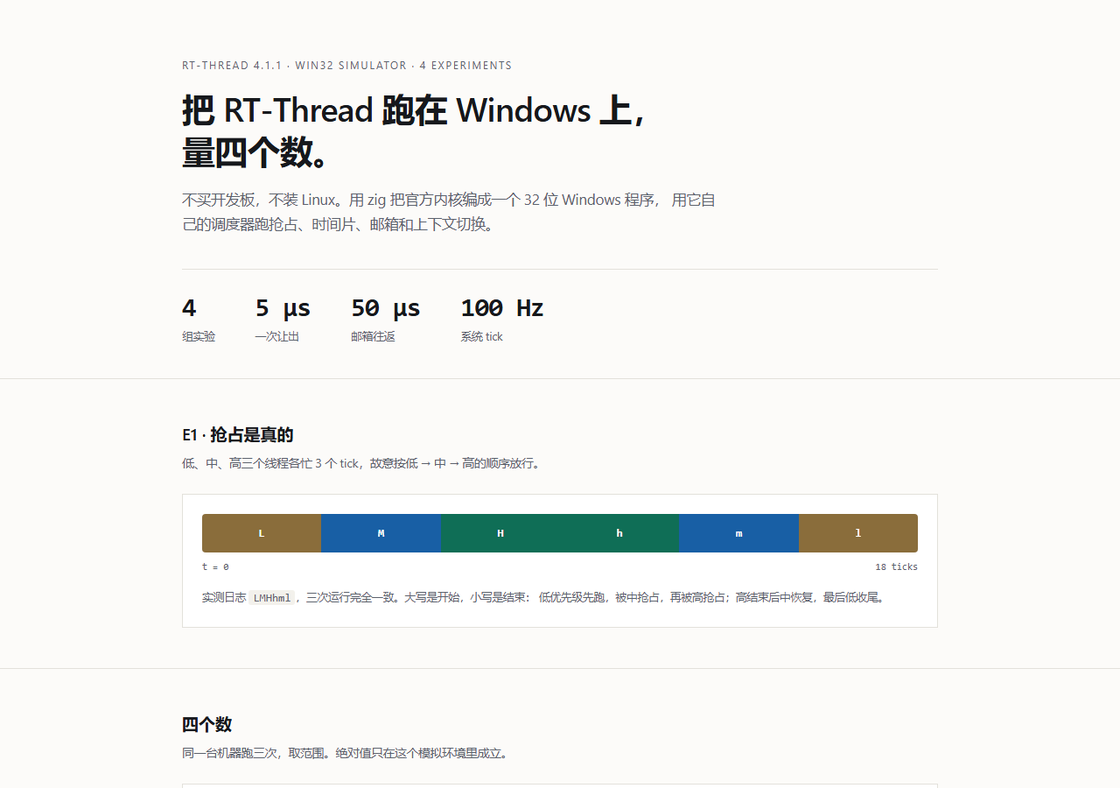 RT-THREAD 4.1.1 · WIN32 SIMULATOR · 4 EXPERIMENTS
把 RT-Thread 跑在 Windows 上，
量四个数。
不买开发板，不装 Linux。用 zig 把官方内核编成一个 32 位 Windows 程序， 用它自
己的调度器跑抢占、时间片、邮箱和上下文切换。
4 5 μs 50 μs 100 Hz
组实验 一次让出 邮箱往返 系统 tick
E1 · 抢占是真的
低、中、高三个线程各忙 3 个 tick，故意按低 → 中 → 高的顺序放行。
L M H h m l
t = 0 18 ticks
实测日志 LMHhml ，三次运行完全一致。大写是开始，小写是结束： 低优先级先跑，被中抢占，再被高抢占；高结束后中恢复，最后低收尾。
四个数
同一台机器跑三次，取范围。绝对值只在这个模拟环境里成立。